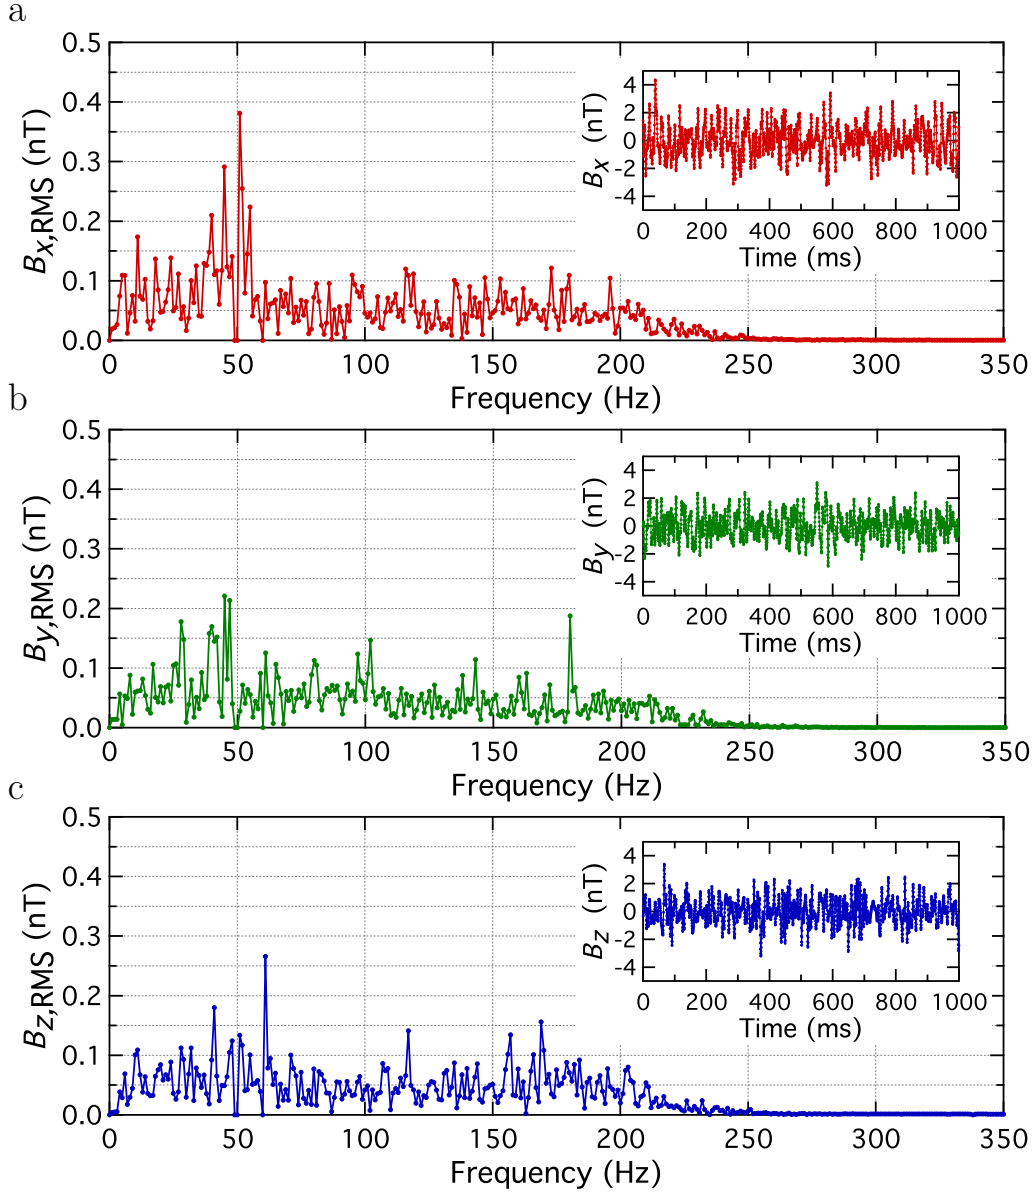 a
0.5
0.4
0.3
0.2
0.1
0.0
Bx,RMS (nT)
0 50 100 150 200 250 300 350
Frequency (Hz)
4
2
0
-2
-4
Bx (nT)
0 200 400 600 800 1000
Time (ms)
b
0.5
0.4
0.3
0.2
0.1
0.0
By,RMS (nT)
0 50 100 150 200 250 300 350
Frequency (Hz)
4
2
0
-2
-4
By (nT)
0 200 400 600 800 1000
Time (ms)
c
0.5
0.4
0.3
0.2
0.1
0.0
Bz,RMS (nT)
0 50 100 150 200 250 300 350
Frequency (Hz)
4
2
0
-2
-4
Bz (nT)
0 200 400 600 800 1000
Time (ms)